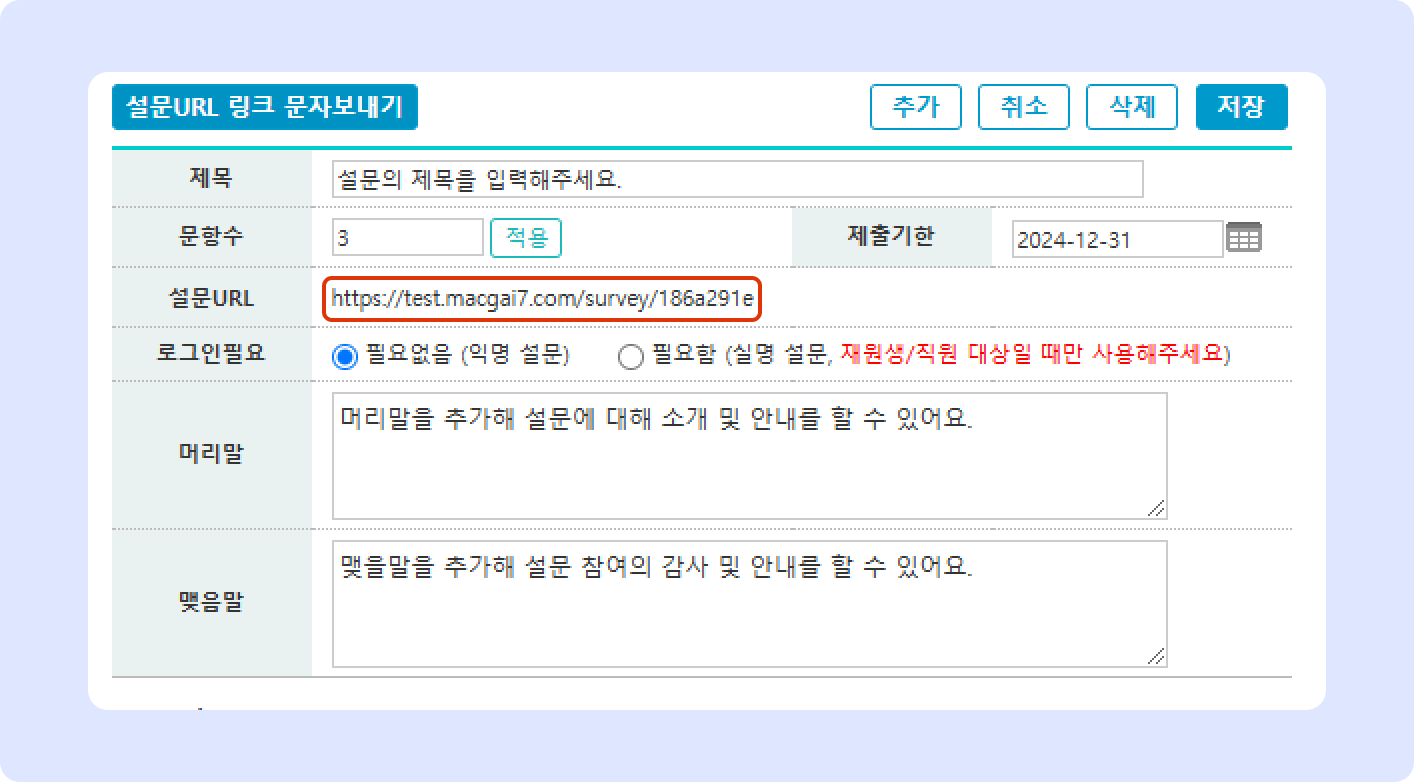 설문URL 링크 문자보내기 추가 취소 삭제 저장
제목 설문의 제목을 입력해주세요.
문항수 3 적용 제출기한 2024-12-31
설문URL https://test.macgai7.com/survey/186a291e
로그인필요 필요없음 (익명 설문) 필요함 (실명 설문, 재원생/직원 대상일 때만 사용해주세요)
머리말 머리말을 추가해 설문에 대해 소개 및 안내를 할 수 있어요.
맺음말 맺을말을 추가해 설문 참여의 감사 및 안내를 할 수 있어요.